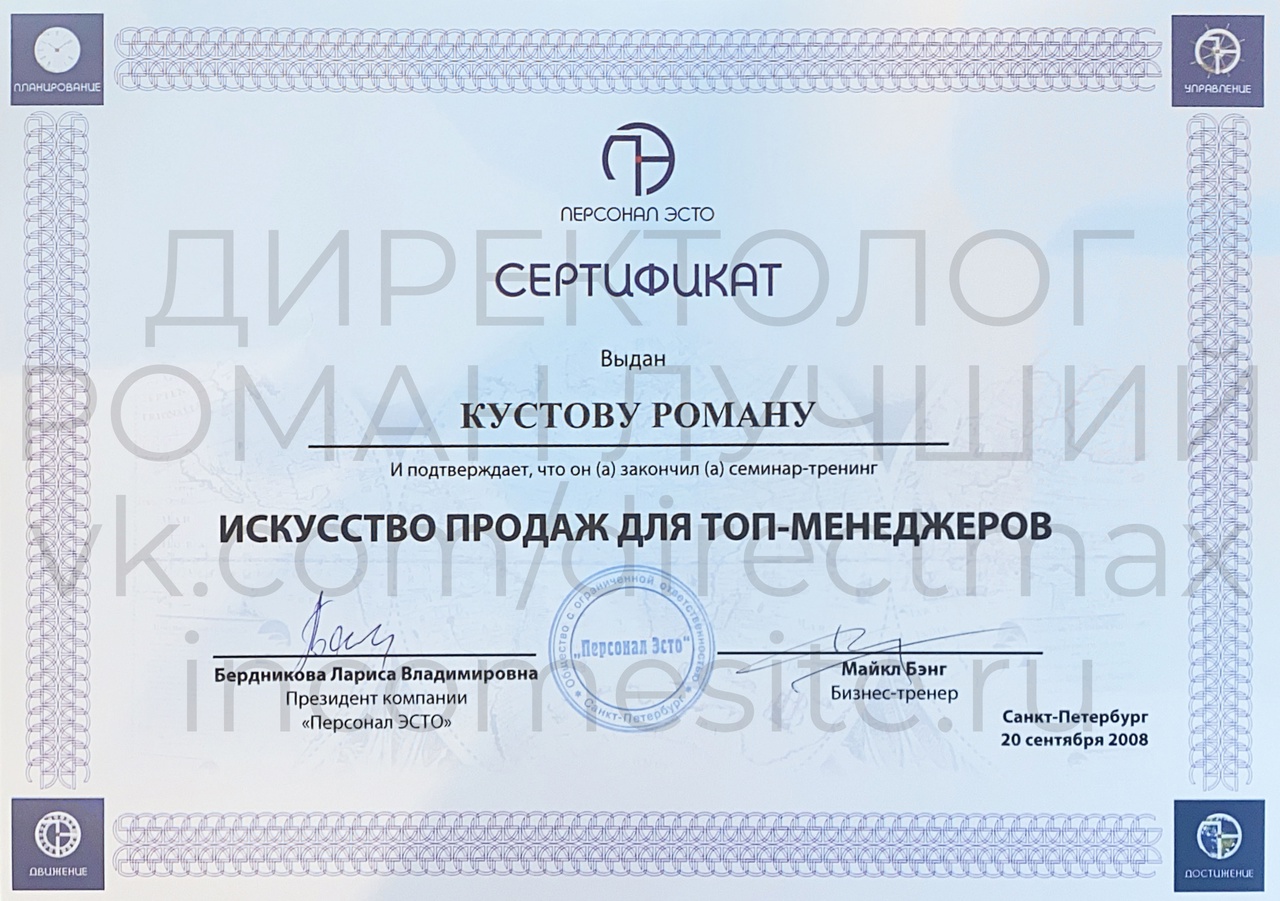 ПЛАНИРОВАНИЕ
УПРАВЛЕНИЕ
ПЕРСОНАЛ ЭСТО
ДИРЕКТОЛОГ
СЕРТИФИКАТ
Выдан
РОМАН ЛУЧШИЙ
КУСТОВУ РОМАНУ
И подтверждает, что он (а) закончил (а) семинар-тренинг
ИСКУССТВО ПРОДАЖ ДЛЯ ТОП-МЕНЕДЖЕРОВ
vk.com/directmax
Общество с ограниченной ответственностью
„Персонал Эсто"
Санкт-Петербург
incomesite.ru
Бердникова Лариса Владимировна
Президент компании
«Персонал ЭСТО»
Майкл Бэнг
Бизнес-тренер
Санкт-Петербург
20 сентября 2008
ДВИЖЕНИЕ
ДОСТИЖЕНИЕ